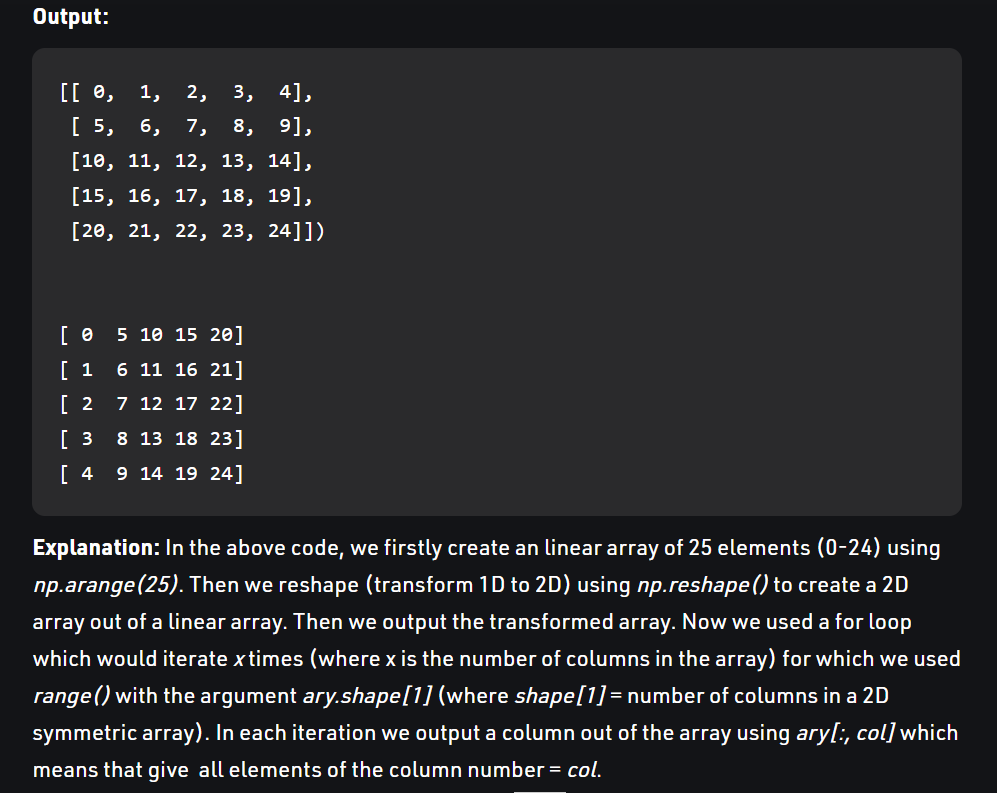 Output:
[[ 0,  1,  2,  3,  4],
 [ 5,  6,  7,  8,  9],
 [10, 11, 12, 13, 14],
 [15, 16, 17, 18, 19],
 [20, 21, 22, 23, 24]])
[ 0  5 10 15 20]
[ 1  6 11 16 21]
[ 2  7 12 17 22]
[ 3  8 13 18 23]
[ 4  9 14 19 24]
Explanation: In the above code, we firstly create an linear array of 25 elements (0-24) using
np.arange(25). Then we reshape (transform 1D to 2D) using np.reshape() to create a 2D
array out of a linear array. Then we output the transformed array. Now we used a for loop
which would iterate x times (where x is the number of columns in the array) for which we used
range() with the argument ary.shape[1] (where shape[1] = number of columns in a 2D
symmetric array). In each iteration we output a column out of the array using ary[:, col] which
means that give  all elements of the column number = col.